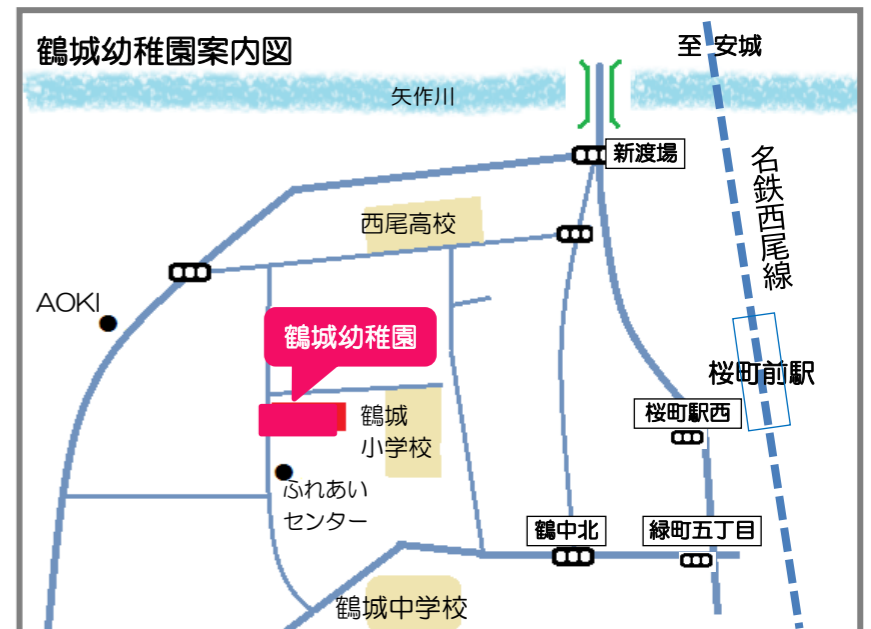 鶴城幼稚園案内図
至 安城
矢作川
新渡場
名鉄西尾線
西尾高校
AOKI
鶴城幼稚園
桜町前駅
桜町駅西
鶴城
小学校
ふれあい
センター
鶴中北
緑町五丁目
鶴城中学校